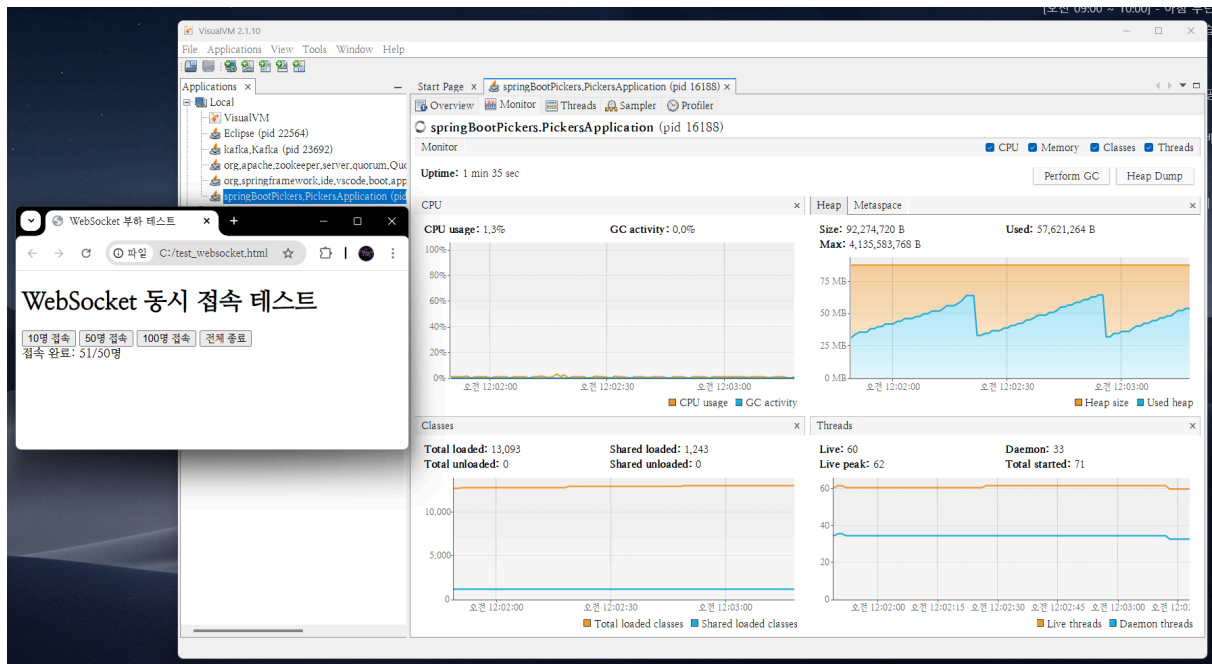 [오전 09:00 ~ 10:00] - 아침
VisualVM 2.1.10
File Applications View Tools Window Help
Applications
Local
VisualVM
Eclipse (pid 22564)
kafka.Kafka (pid 23692)
org.apache.zookeeper.server.quorum.Quo
org.springframework.ide.vscode.boot.app
springBootPickers.PickersApplication (pid
Start Page
springBootPickers.PickersApplication (pid 16188)
Overview Monitor Threads Sampler Profiler
springBootPickers.PickersApplication (pid 16188)
Monitor
CPU Memory Classes Threads
Uptime: 1 min 35 sec
Perform GC Heap Dump
CPU
CPU usage: 1.3% GC activity: 0.0%
100%
80%
60%
40%
20%
0%
오전 12:02:00 오전 12:02:30 오전 12:03:00
CPU usage GC activity
Heap Metaspace
Size: 92,274,720 B Used: 57,621,264 B
Max: 4,135,583,768 B
75 MB
50 MB
25 MB
0 MB
오전 12:02:00 오전 12:02:30 오전 12:03:00
Heap size Used heap
Classes
Total loaded: 13,093 Shared loaded: 1,243
Total unloaded: 0 Shared unloaded: 0
10,000
5,000
0
오전 12:02:00 오전 12:02:30 오전 12:03:00
Total loaded classes Shared loaded classes
Threads
Live: 60 Daemon: 33
Live peak: 62 Total started: 71
60
40
20
0
오전 12:02:00 오전 12:02:15 오전 12:02:30 오전 12:02:45 오전 12:03:00 오전 12:0
Live threads Daemon threads
WebSocket 부하 테스트
파일 C:/test_websocket.html
WebSocket 동시 접속 테스트
10명 접속 50명 접속 100명 접속 전체 종료
접속 완료: 51/50명